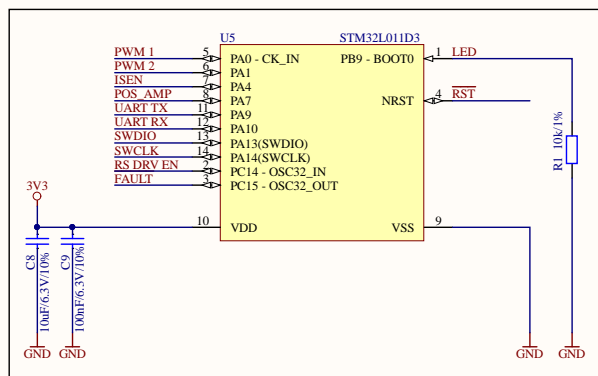 U5 STM32L011D3
PWM 1 5 PA0 - CK_IN PB9 - BOOT0 1 LED
PWM 2 6 PA1
ISEN 7 PA4
POS_AMP 8 PA7 NRST 4 RST
UART TX 11 PA9
UART RX 12 PA10
SWDIO 13 PA13(SWDIO)
SWCLK 14 PA14(SWCLK)
RS DRV EN 2 PC14 - OSC32_IN
FAULT 3 PC15 - OSC32_OUT
R1 10k/1%
3V3
10 VDD VSS 9
C8
10uF/6.3V/10%
C9
100nF/6.3V/10%
GND GND GND GND